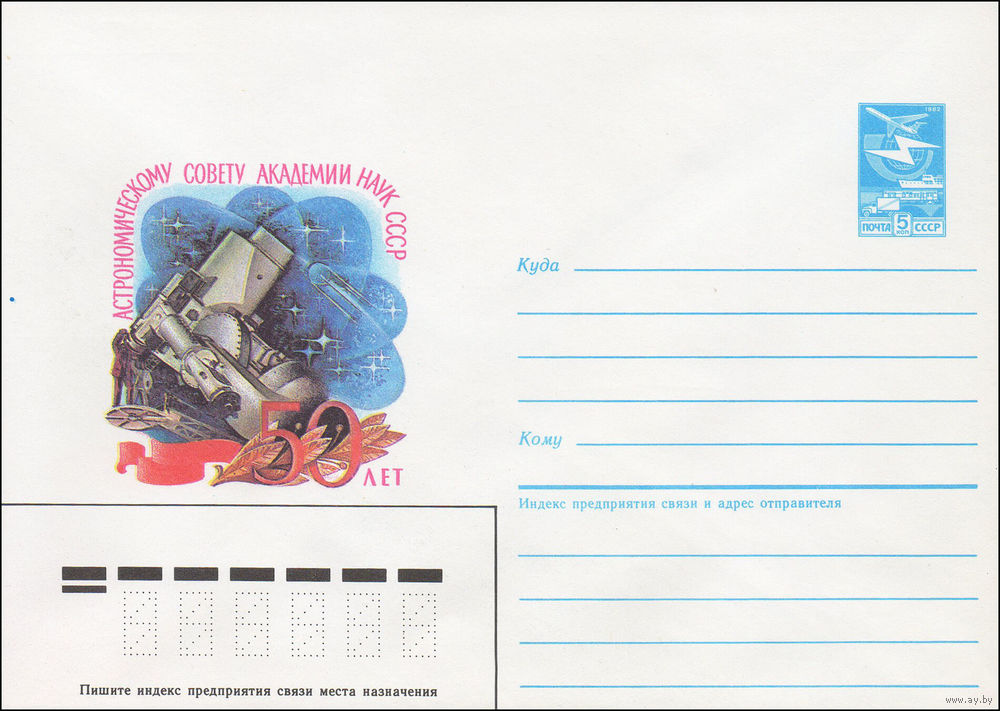 АСТРОНОМИЧЕСКОМУ СОВЕТУ АКАДЕМИИ НАУК СССР
50
ЛЕТ
1982
ПОЧТА 5 КОП СССР
Куда
Кому
Индекс предприятия связи и адрес отправителя
Пишите индекс предприятия связи места назначения
www.ay.by